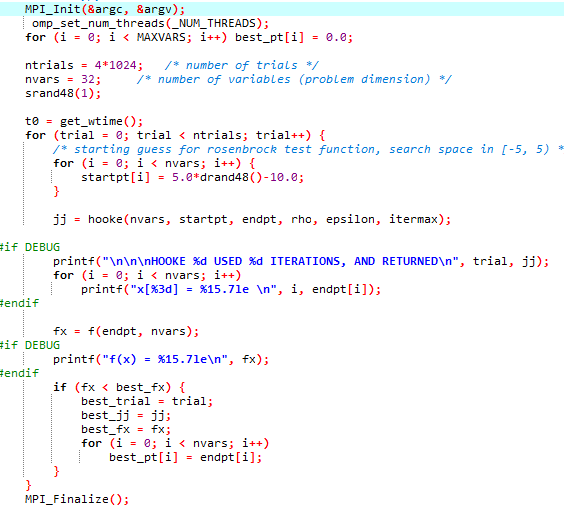 MPI_Init(&argc, &argv);
omp_set_num_threads(_NUM_THREADS);
for (i = 0; i < MAXVARS; i++) best_pt[i] = 0.0;
ntrials = 4*1024; /* number of trials */
nvars = 32; /* number of variables (problem dimension) */
srand48(1);
t0 = get_wtime();
for (trial = 0; trial < ntrials; trial++) {
/* starting guess for rosenbrock test function, search space in [-5, 5) *
for (i = 0; i < nvars; i++) {
startpt[i] = 5.0*drand48()-10.0;
}
jj = hooke(nvars, startpt, endpt, rho, epsilon, itermax);
#if DEBUG
printf("\n\n\nHOOKE %d USED %d ITERATIONS, AND RETURNED\n", trial, jj);
for (i = 0; i < nvars; i++)
printf("x[%3d] = %15.7le \n", i, endpt[i]);
#endif
fx = f(endpt, nvars);
#if DEBUG
printf("f(x) = %15.7le\n", fx);
#endif
if (fx < best_fx) {
best_trial = trial;
best_jj = jj;
best_fx = fx;
for (i = 0; i < nvars; i++)
best_pt[i] = endpt[i];
}
}
MPI_Finalize();